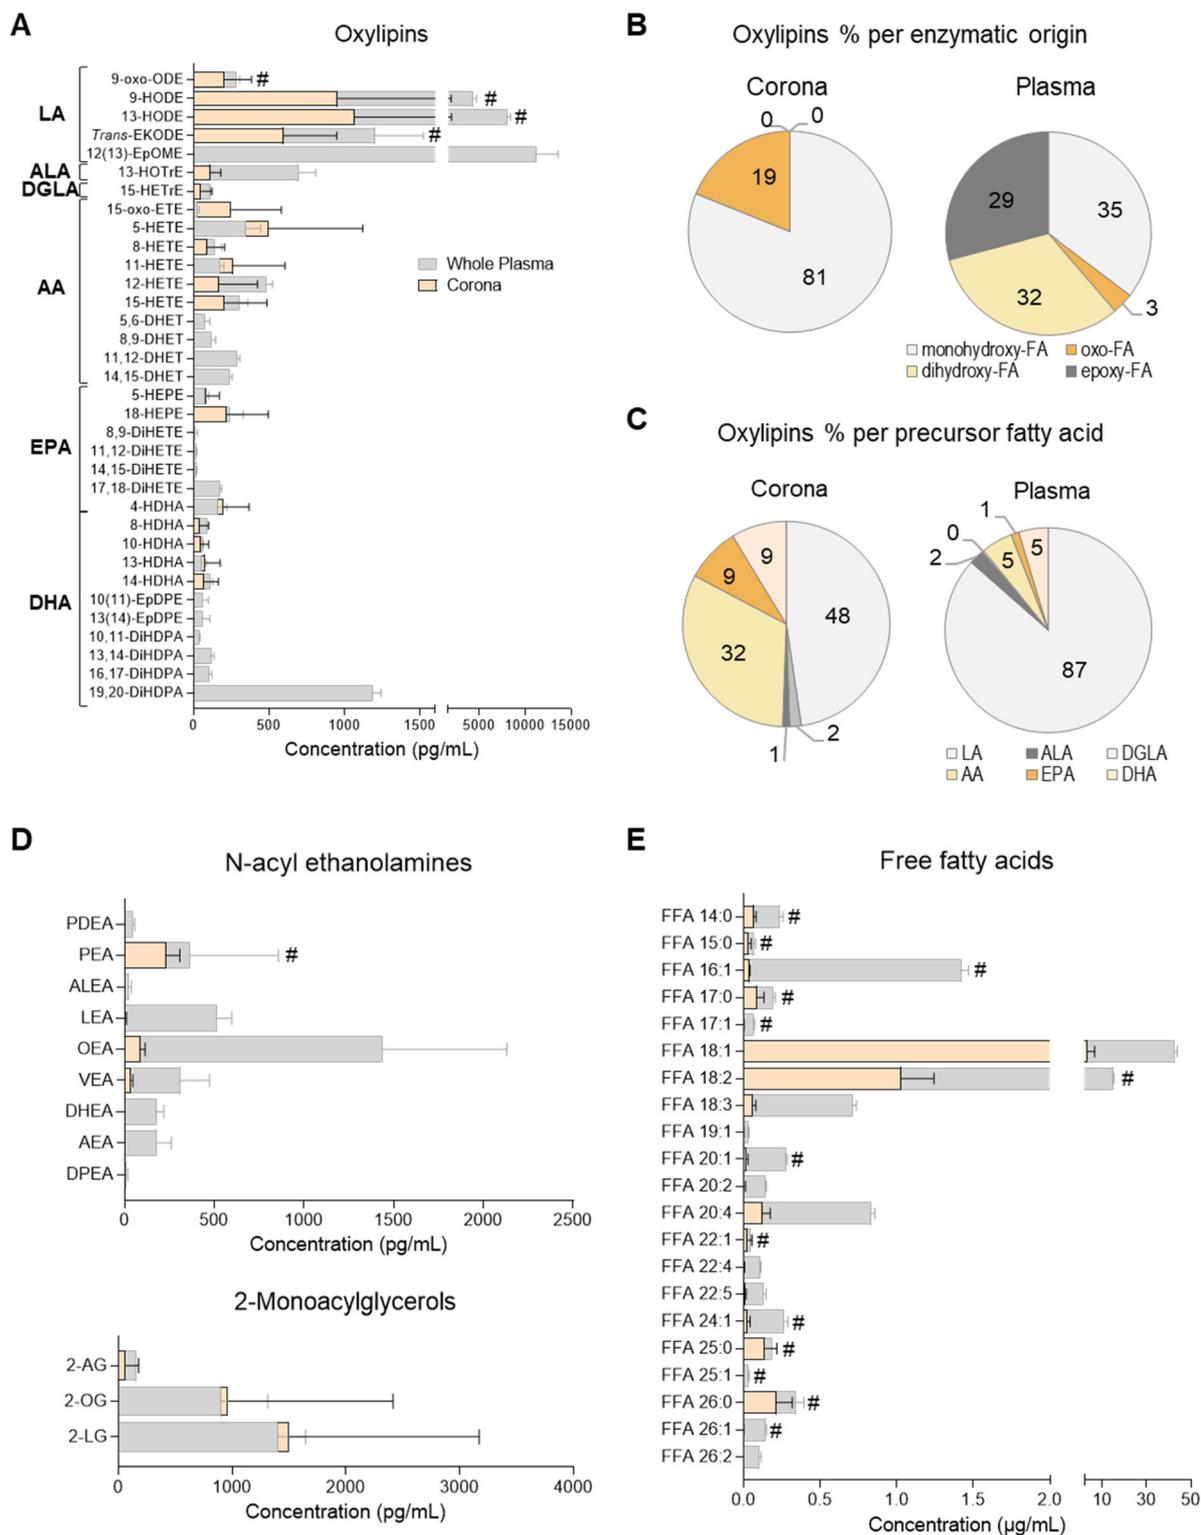 A
Oxylipins
LA
ALA
DGLA
AA
EPA
DHA
9-oxo-ODE
#
9-HODE
#
13-HODE
#
Trans-EKODE
#
12(13)-EpOME
13-HOTrE
15-HETrE
15-oxo-ETE
5-HETE
8-HETE
11-HETE
12-HETE
15-HETE
5,6-DHET
8,9-DHET
11,12-DHET
14,15-DHET
5-HEPE
18-HEPE
8,9-DiHETE
11,12-DiHETE
14,15-DiHETE
17,18-DiHETE
4-HDHA
8-HDHA
10-HDHA
13-HDHA
14-HDHA
10(11)-EpDPE
13(14)-EpDPE
10,11-DiHDPA
13,14-DiHDPA
16,17-DiHDPA
19,20-DiHDPA
Whole Plasma
Corona
0 500 1000 1500 5000 10000 15000
Concentration (pg/mL)
B
Oxylipins % per enzymatic origin
Corona
0 0
19
81
Plasma
29
35
32
3
monohydroxy-FA oxo-FA
dihydroxy-FA epoxy-FA
C
Oxylipins % per precursor fatty acid
Corona
9
9
48
32
2
1
Plasma
1
0
2
5
5
87
LA ALA DGLA
AA EPA DHA
D
N-acyl ethanolamines
PDEA
PEA
#
ALEA
LEA
OEA
VEA
DHEA
AEA
DPEA
0 500 1000 1500 2000 2500
Concentration (pg/mL)
2-Monoacylglycerols
2-AG
2-OG
2-LG
0 1000 2000 3000 4000
Concentration (pg/mL)
E
Free fatty acids
FFA 14:0 #
FFA 15:0 #
FFA 16:1 #
FFA 17:0 #
FFA 17:1 #
FFA 18:1
FFA 18:2 #
FFA 18:3
FFA 19:1
FFA 20:1 #
FFA 20:2
FFA 20:4
FFA 22:1 #
FFA 22:4
FFA 22:5
FFA 24:1 #
FFA 25:0 #
FFA 25:1 #
FFA 26:0 #
FFA 26:1 #
FFA 26:2
0.0 0.5 1.0 1.5 2.0 10 30 50
Concentration (µg/mL)